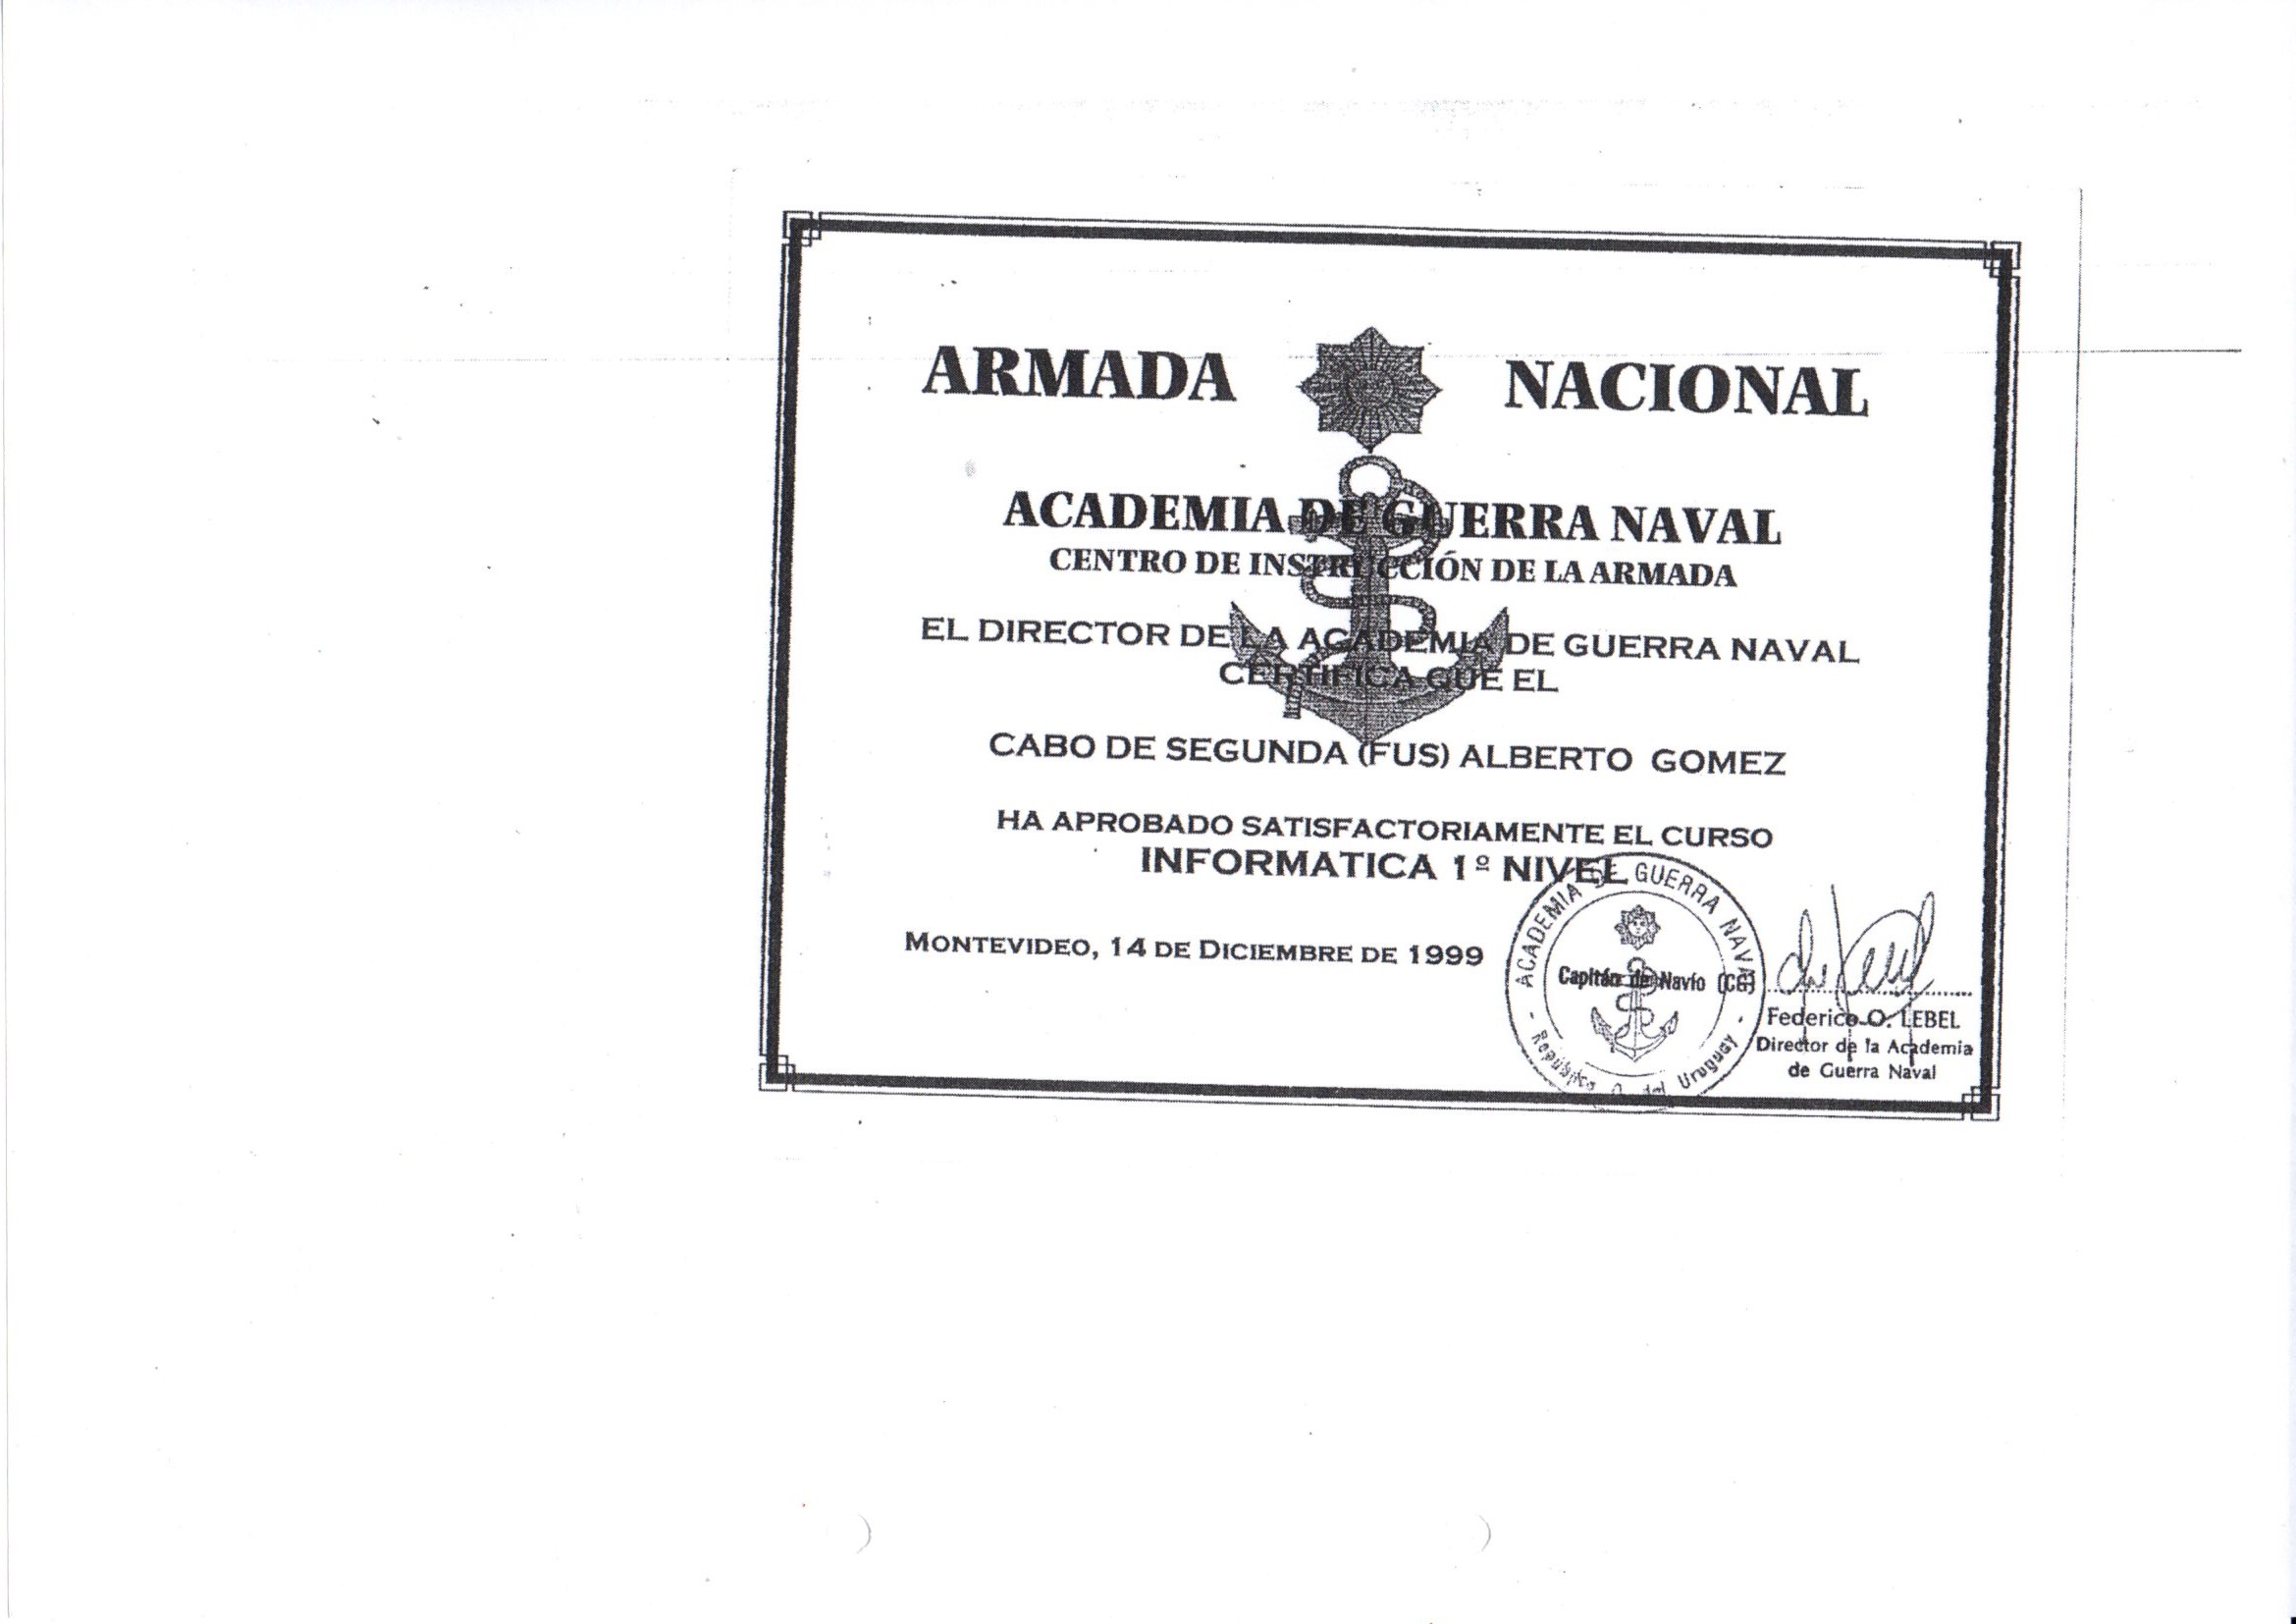 ARMADA NACIONAL
ACADEMIA DE GUERRA NAVAL
CENTRO DE INSTRUCCIÓN DE LA ARMADA
EL DIRECTOR DE LA ACADEMIA DE GUERRA NAVAL
CERTIFICA QUE EL
CABO DE SEGUNDA (FUS) ALBERTO GOMEZ
HA APROBADO SATISFACTORIAMENTE EL CURSO
INFORMATICA 1º NIVEL
MONTEVIDEO, 14 DE DICIEMBRE DE 1999
ACADEMIA DE GUERRA NAVAL
- República O. del Uruguay -
Capitán de Navío (CG)
Federico O. LEBEL
Director de la Academia
de Guerra Naval